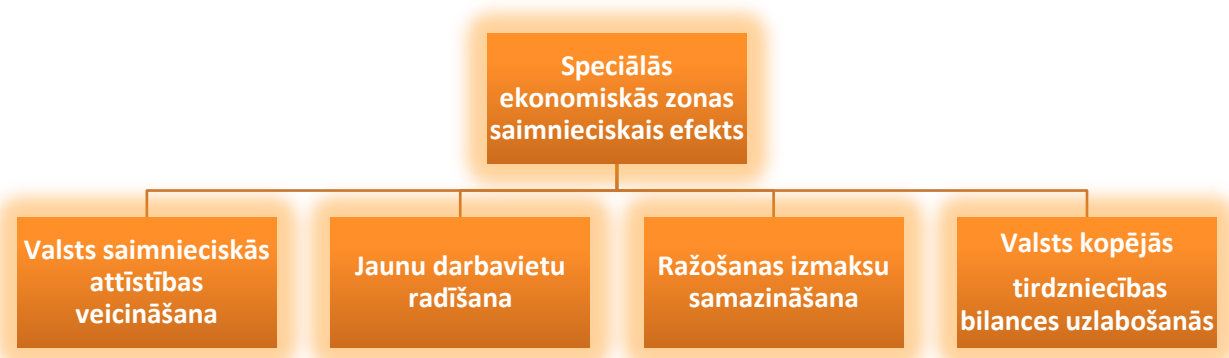 Speciālās
ekonomiskās zonas
saimnieciskais efekts
Valsts saimnieciskās
attīstības
veicināšana
Jaunu darbavietu
radīšana
Ražošanas izmaksu
samazināšana
Valsts kopējās
tirdzniecības
bilances uzlabošanās